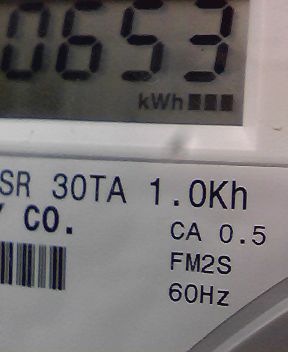 0653
kWh
SR 30TA 1.0Kh
Y CO.
CA 0.5
FM2S
60Hz